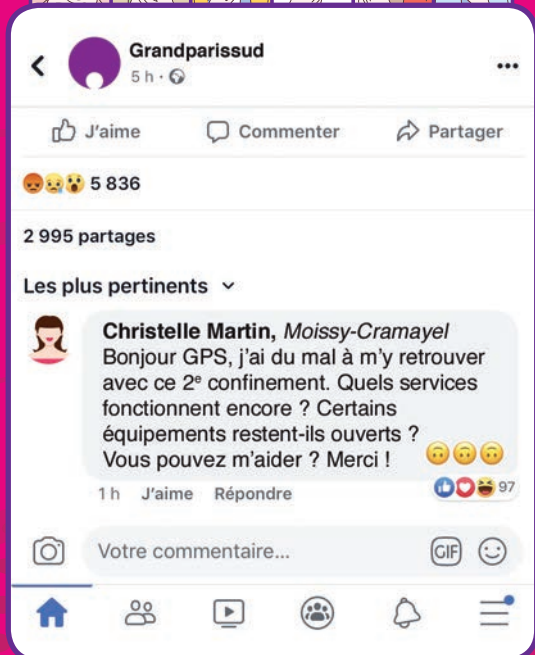 Grandparissud
5 h ·
J'aime Commenter Partager
5 836
2 995 partages
Les plus pertinents
Christelle Martin, Moissy-Cramayel
Bonjour GPS, j'ai du mal à m'y retrouver
avec ce 2e confinement. Quels services
fonctionnent encore ? Certains
équipements restent-ils ouverts ?
Vous pouvez m'aider ? Merci !
97
1 h J'aime Répondre
Votre commentaire... GIF